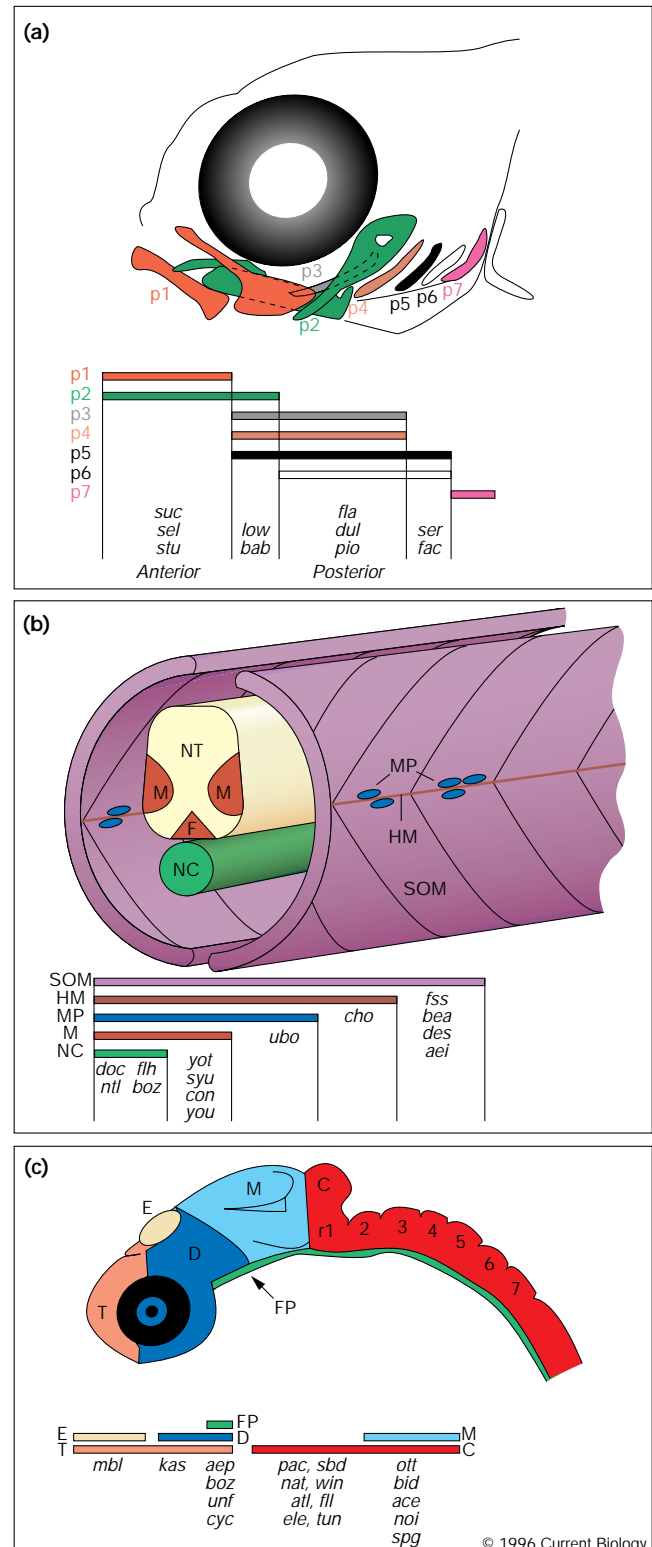 (a)
p3
p1
p4
p5
p6
p7
p2
p1
p2
p3
p4
p5
p6
p7
suc
sel
stu
low
bab
fla
dul
pio
ser
fac
Anterior
Posterior
(b)
NT
M M
F
NC
MP
HM
SOM
SOM
HM
MP
M
NC
doc flh
ntl boz
yot
syu
con
you
ubo
cho
fss
bea
des
aei
(c)
E
M
C
D
r1 2 3 4 5 6 7
T
FP
FP
E D M
T C
mbl
kas
aep
boz
unf
cyc
pac, sbd
nat, win
atl, fll
ele, tun
ott
bid
ace
noi
spg
© 1996 Current Biology